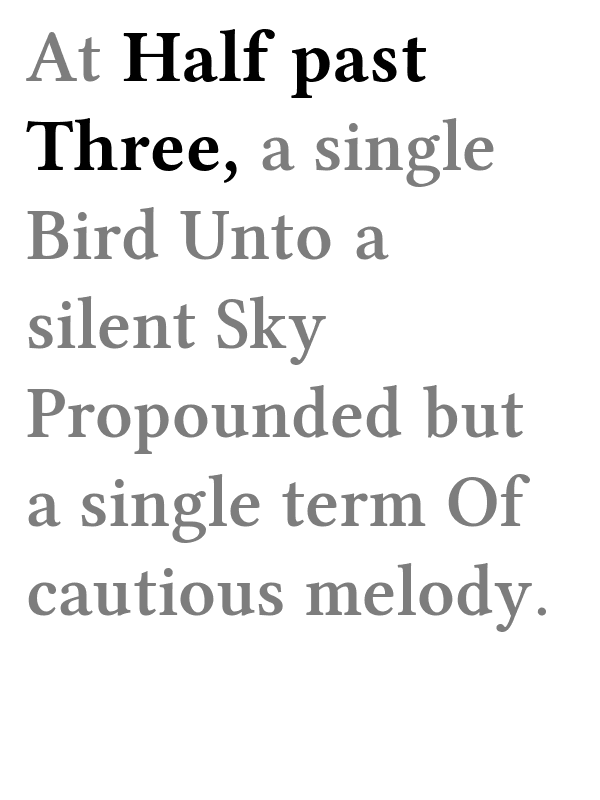 At Half past
Three, a single
Bird Unto a
silent Sky
Propounded but
a single term Of
cautious melody.